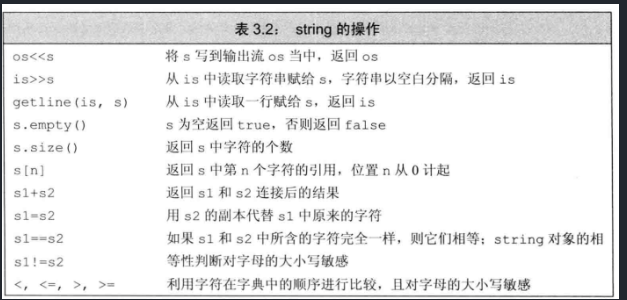 表 3.2： string 的操作
os<<s 将 s 写到输出流 os 当中，返回 os
is>>s 从 is 中读取字符串赋给 s，字符串以空白分隔，返回 is
getline(is, s) 从 is 中读取一行赋给 s，返回 is
s.empty() s 为空返回 true，否则返回 false
s.size() 返回 s 中字符的个数
s[n] 返回 s 中第 n 个字符的引用，位置 n 从 0 计起
s1+s2 返回 s1 和 s2 连接后的结果
s1=s2 用 s2 的副本代替 s1 中原来的字符
s1==s2 如果 s1 和 s2 中所含的字符完全一样，则它们相等；string 对象的相
s1!=s2 等性判断对字母的大小写敏感
<, <=, >, >= 利用字符在字典中的顺序进行比较，且对字母的大小写敏感